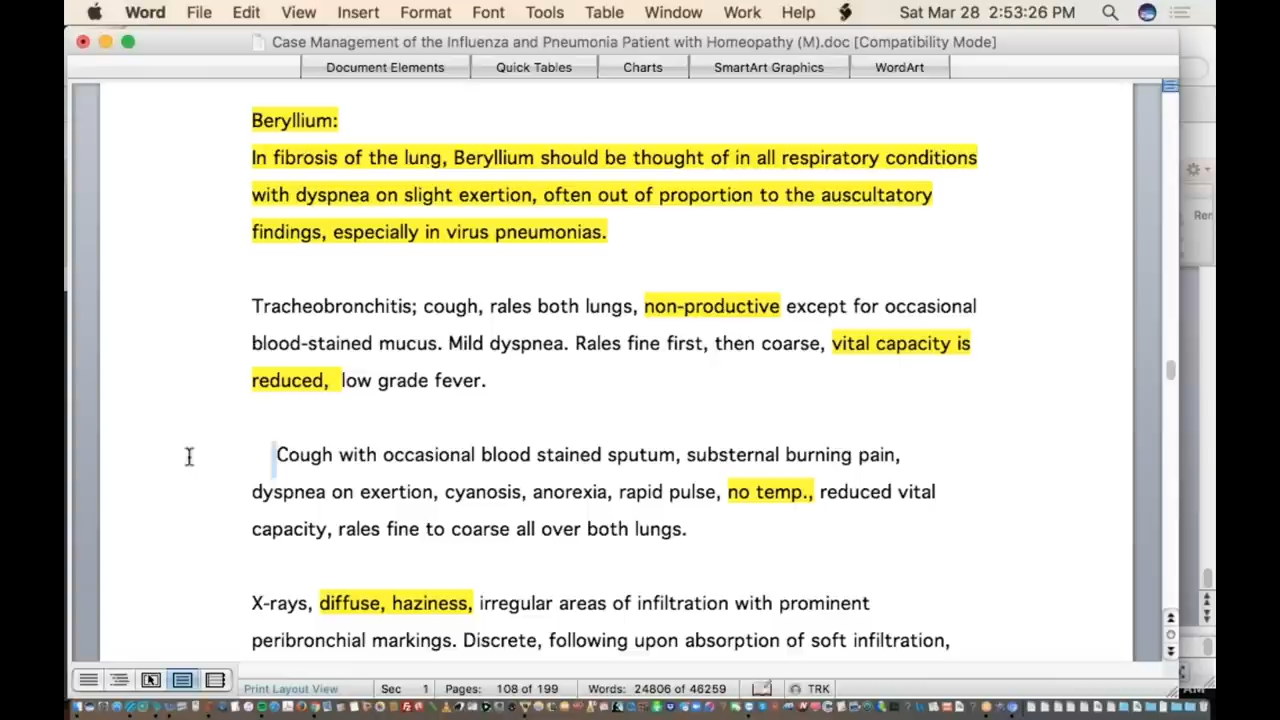 Word File Edit View Insert Format Font Tools Table Window Work Help Sat Mar 28 2:53:26 PM
Case Management of the Influenza and Pneumonia Patient with Homeopathy (M).doc [Compatibility Mode]
Document Elements Quick Tables Charts SmartArt Graphics WordArt
Beryllium:
In fibrosis of the lung, Beryllium should be thought of in all respiratory conditions
with dyspnea on slight exertion, often out of proportion to the auscultatory
findings, especially in virus pneumonias.
Tracheobronchitis; cough, rales both lungs, non-productive except for occasional
blood-stained mucus. Mild dyspnea. Rales fine first, then coarse, vital capacity is
reduced, low grade fever.
Cough with occasional blood stained sputum, substernal burning pain,
dyspnea on exertion, cyanosis, anorexia, rapid pulse, no temp., reduced vital
capacity, rales fine to coarse all over both lungs.
X-rays, diffuse, haziness, irregular areas of infiltration with prominent
peribronchial markings. Discrete, following upon absorption of soft infiltration,
Print Layout View Sec 1 Pages: 108 of 199 Words: 24806 of 46259 TRK